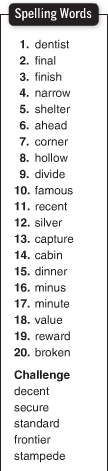 Spelling Words
1. dentist
2. final
3. finish
4. narrow
5. shelter
6. ahead
7. corner
8. hollow
9. divide
10. famous
11. recent
12. silver
13. capture
14. cabin
15. dinner
16. minus
17. minute
18. value
19. reward
20. broken
Challenge
decent
secure
standard
frontier
stampede